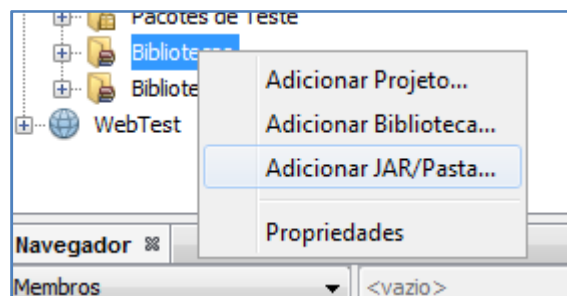 Pacotes de Teste
Bibliotecas
Bibliote
Adicionar Projeto...
WebTest
Adicionar Biblioteca...
Adicionar JAR/Pasta...
Propriedades
Navegador
Membros
<vazio>